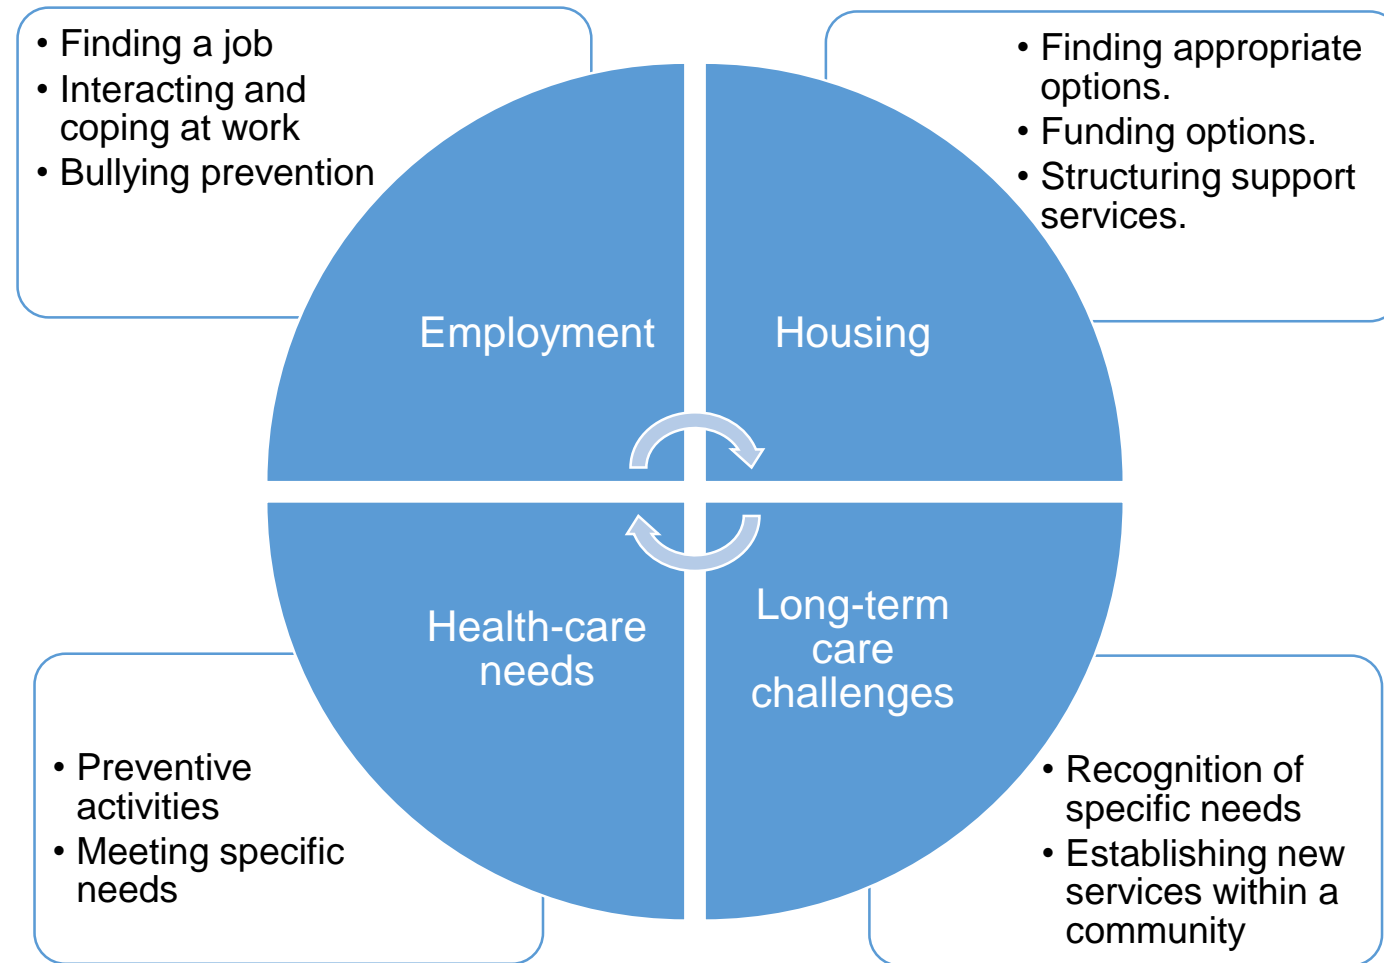 • Finding a job
• Interacting and
coping at work
• Bullying prevention
• Finding appropriate
options.
• Funding options.
• Structuring support
services.
Employment
Housing
Health-care
needs
Long-term
care
challenges
• Preventive
activities
• Meeting specific
needs
• Recognition of
specific needs
• Establishing new
services within a
community